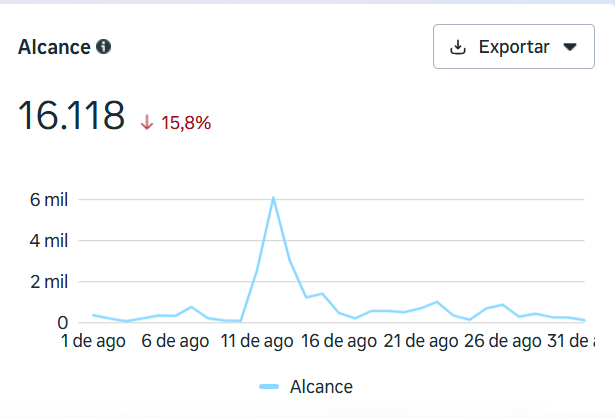 Alcance
Exportar
16.118 ↓ 15,8%
6 mil
4 mil
2 mil
0
1 de ago 6 de ago 11 de ago 16 de ago 21 de ago 26 de ago 31 de
Alcance